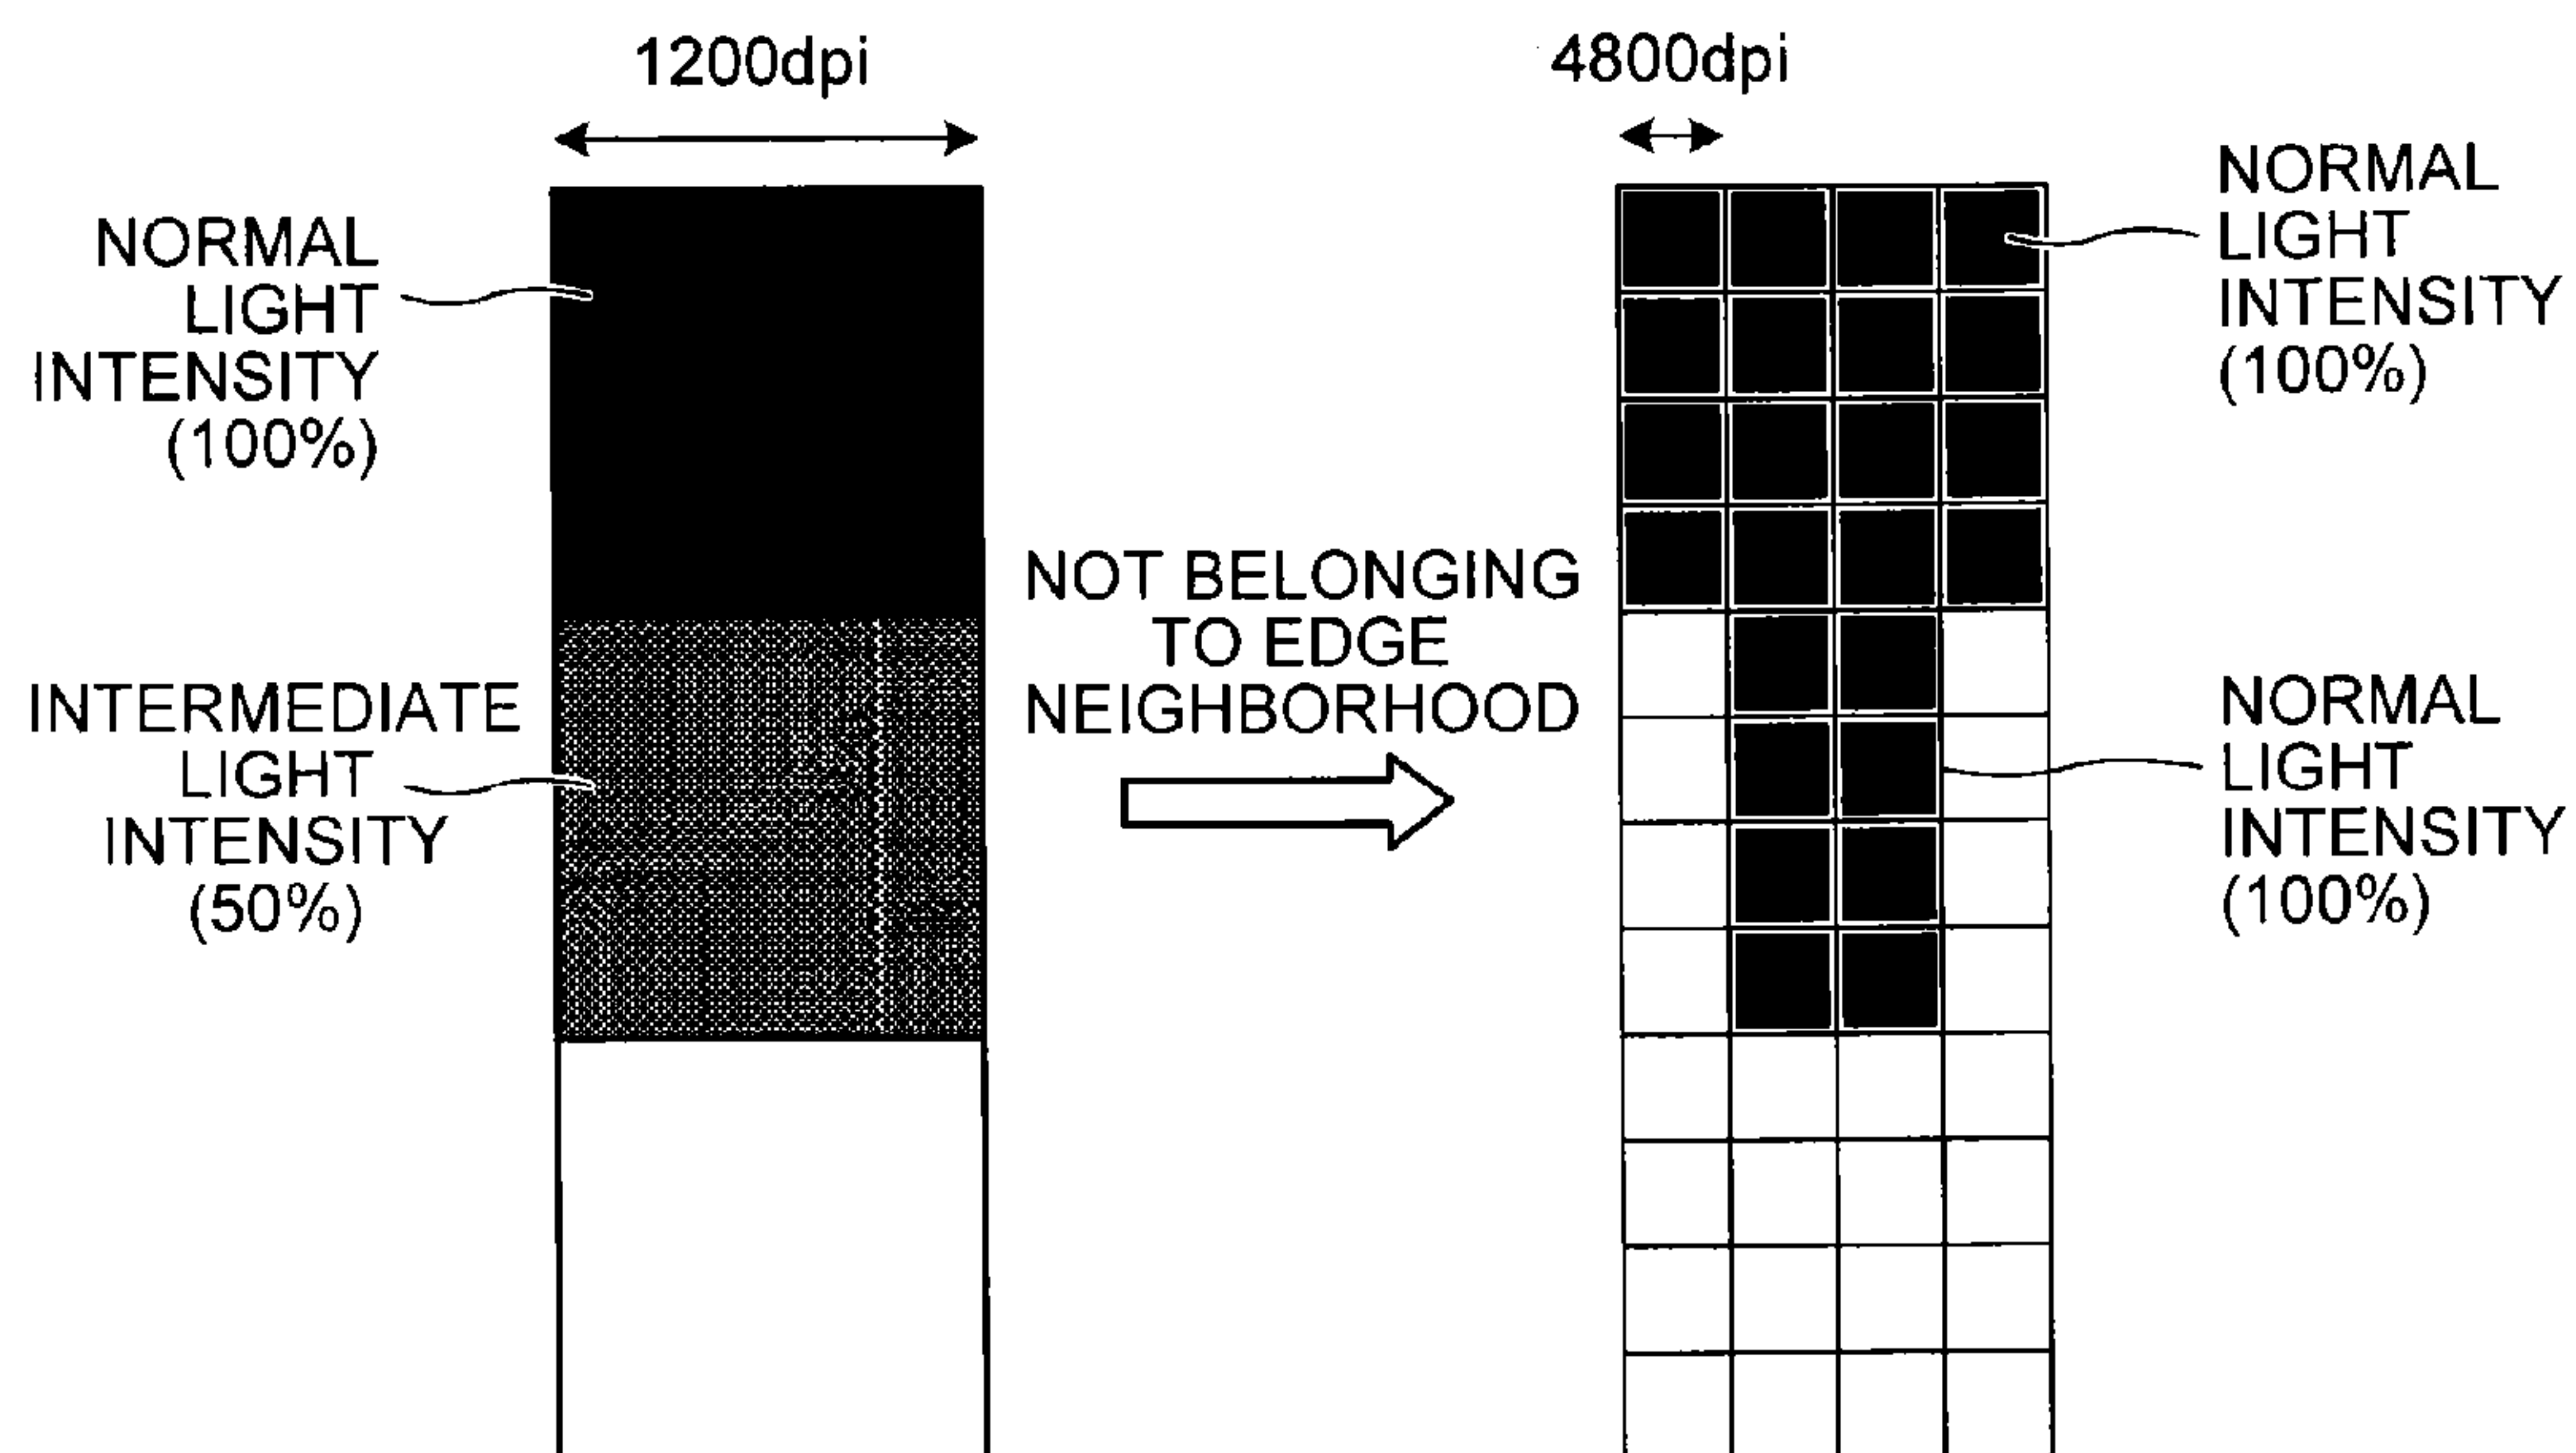 1200dpi
4800dpi
NORMAL
LIGHT
INTENSITY
(100%)
NORMAL
LIGHT
INTENSITY
(100%)
NOT BELONGING
TO EDGE
NEIGHBORHOOD
INTERMEDIATE
LIGHT
INTENSITY
(50%)
NORMAL
LIGHT
INTENSITY
(100%)